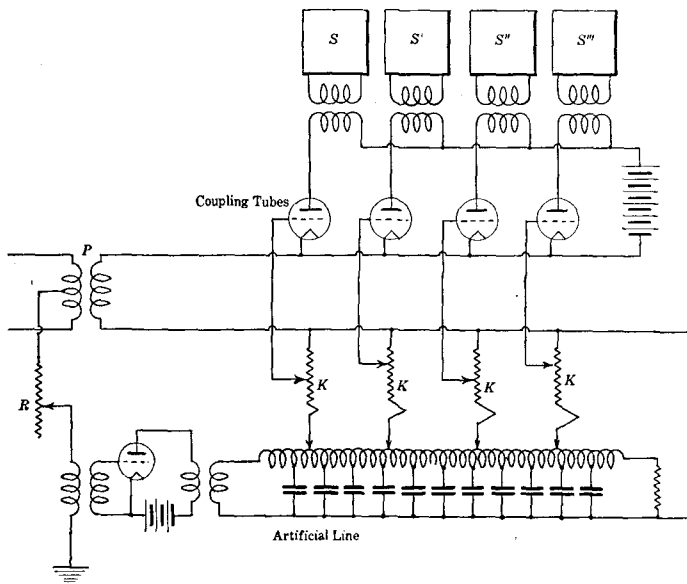 S S' S" S"'
Coupling Tubes
P
K K K K
R
Artificial Line